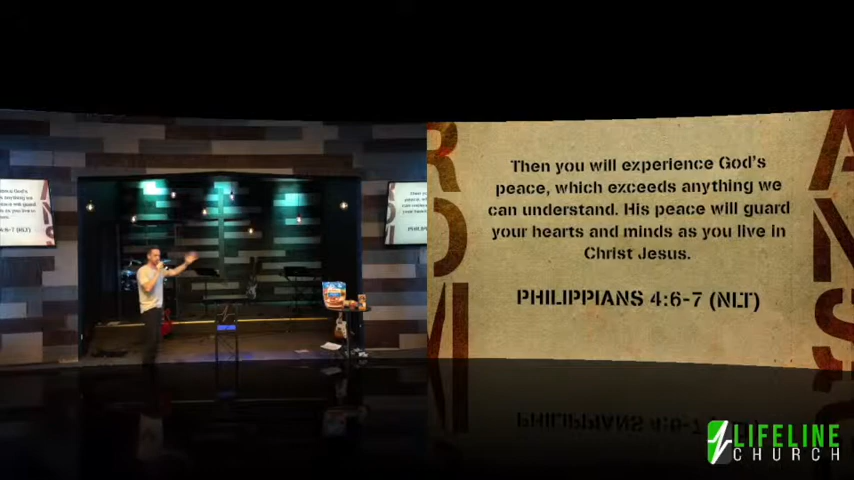 Then you will experience God's
peace, which exceeds anything we
can understand. His peace will guard
your hearts and minds as you live in
Christ Jesus.
PHILIPPIANS 4:6-7 (NLT)
LIFELINE
CHURCH